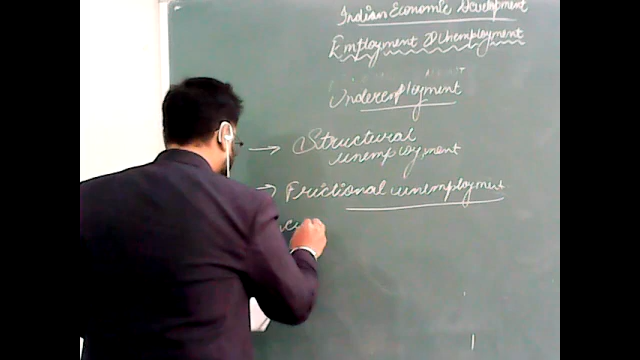 Indian Economic Development
Employment & Unemployment
Underemployment
→ Structural
unemployment
→ Frictional unemployment